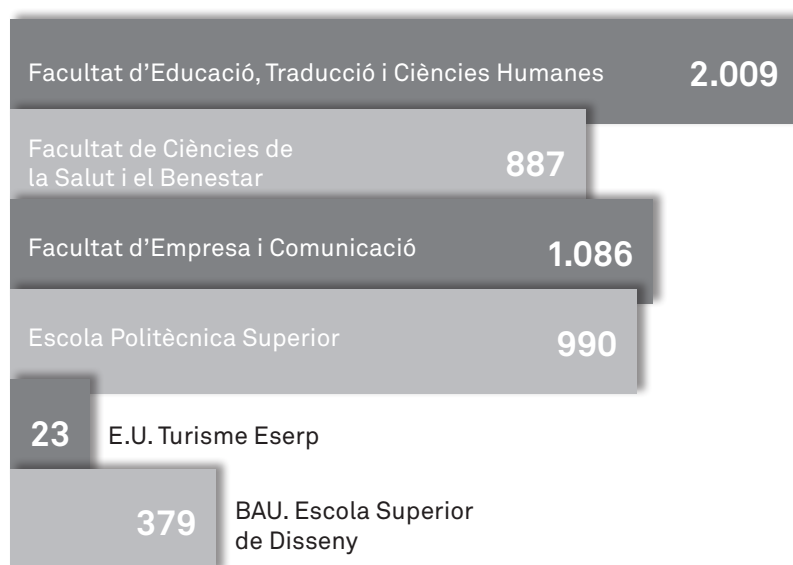 Facultat d’Educació, Traducció i Ciències Humanes 2.009
Facultat de Ciències de
la Salut i el Benestar
887
Facultat d’Empresa i Comunicació 1.086
Escola Politècnica Superior 990
23 E.U. Turisme Eserp
379
BAU. Escola Superior
de Disseny